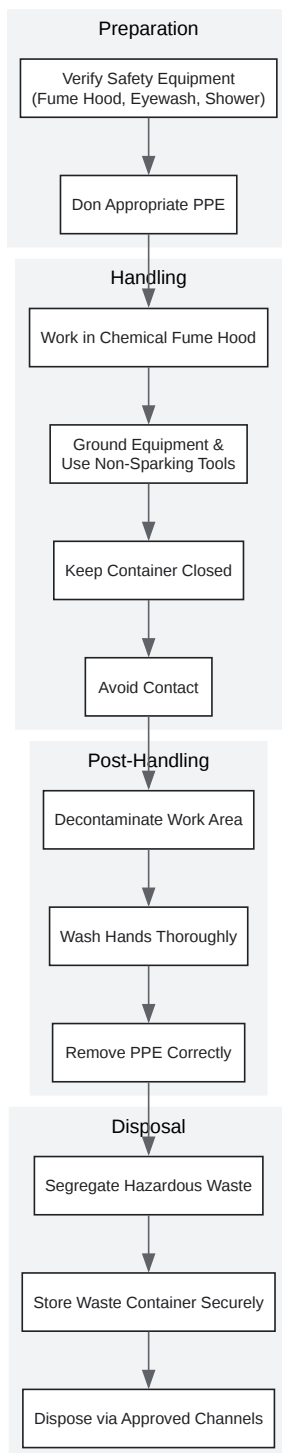 Preparation
Verify Safety Equipment
(Fume Hood, Eyewash, Shower)
Don Appropriate PPE
Handling
Work in Chemical Fume Hood
Ground Equipment &
Use Non-Sparking Tools
Keep Container Closed
Avoid Contact
Post-Handling
Decontaminate Work Area
Wash Hands Thoroughly
Remove PPE Correctly
Disposal
Segregate Hazardous Waste
Store Waste Container Securely
Dispose via Approved Channels